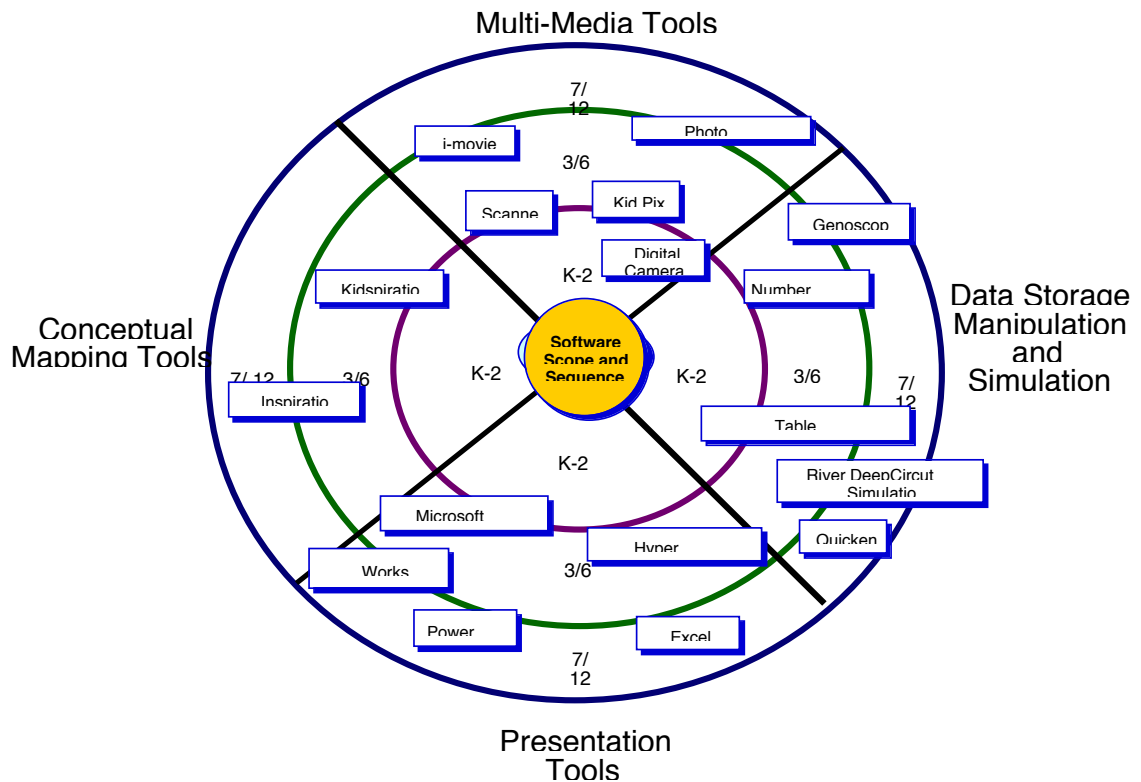 Multi-Media Tools
7/
12
i-movie
Photo
3/6
Scanne
Kid Pix
Genoscop
Digital
Camera
K-2
Kidspiratio
Number
Data Storage
Manipulation
and
Simulation
Conceptual
Mapping Tools
Software
Scope and
Sequence
7/ 12
3/6
K-2
K-2
3/6
7/
12
Inspiratio
Table
K-2
River DeepCircut
Simulatio
Microsoft
Quicken
Hyper
Works
3/6
Power
Excel
7/
12
Presentation
Tools